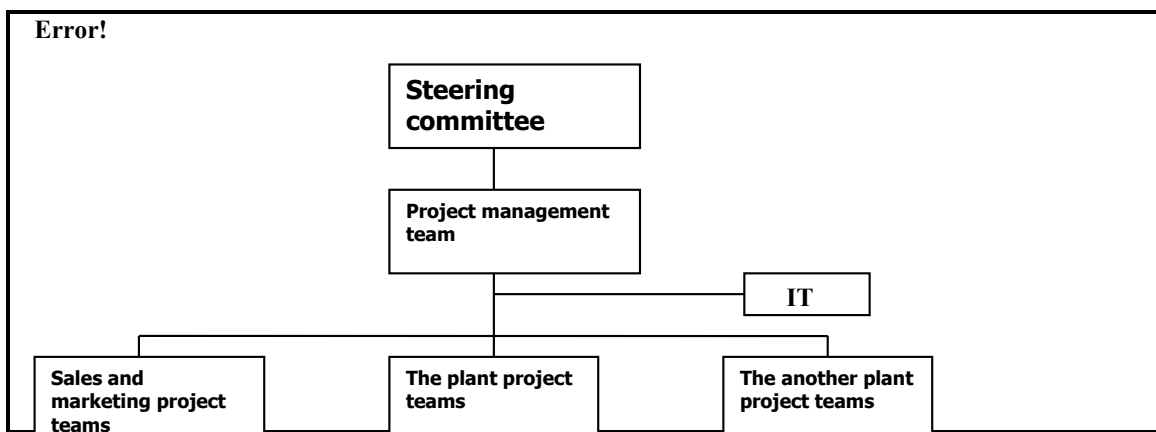 Error!
Steering
committee
Project management
team
IT
Sales and
marketing project
teams
The plant project
teams
The another plant
project teams